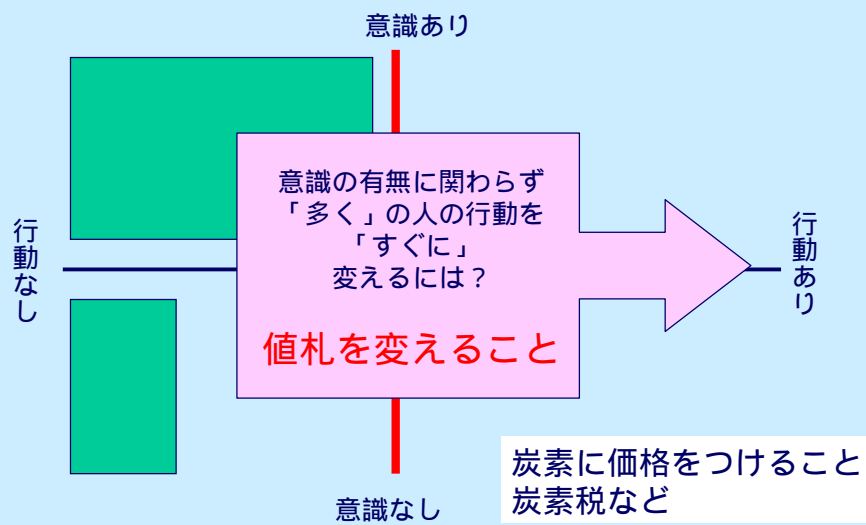 意識あり
意識の有無に関わらず
「多く」の人の行動を
「すぐに」
変えるには？
値札を変えること
行動なし
行動あり
炭素に価格をつけること
炭素税など
意識なし